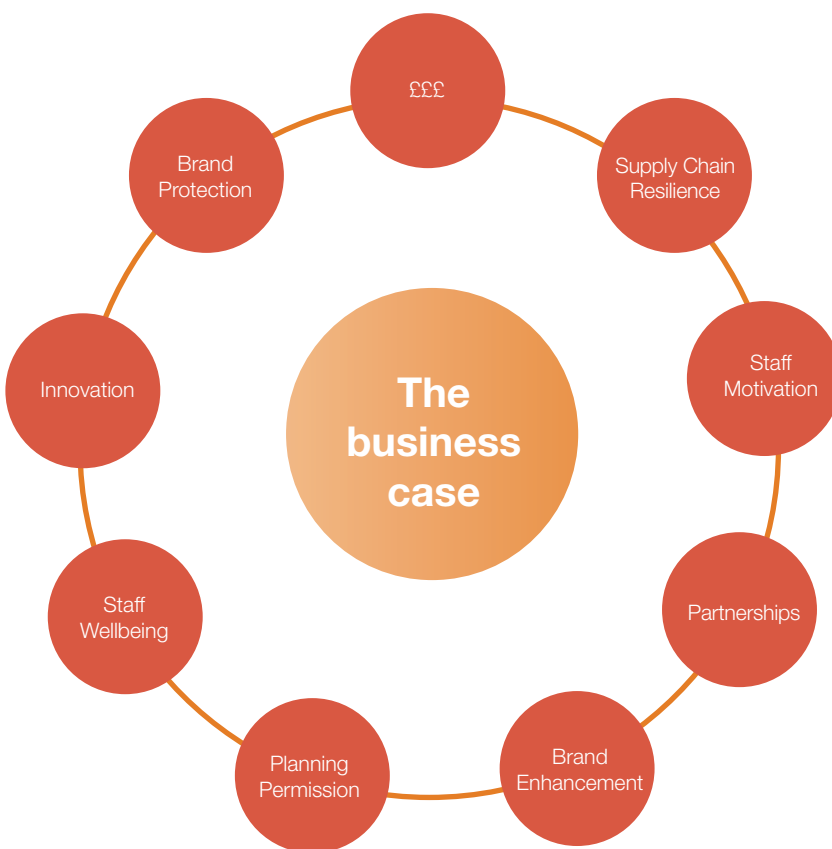 £££
Supply Chain
Resilience
Staff
Motivation
Partnerships
Brand
Enhancement
Planning
Permission
Staff
Wellbeing
Innovation
Brand
Protection
The
business
case